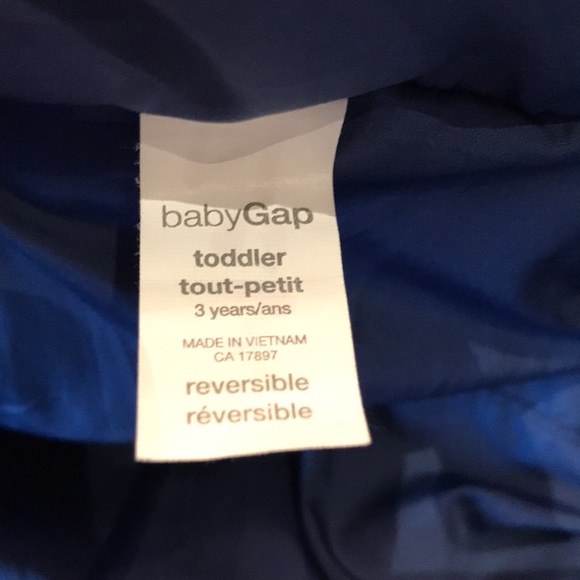 babyGap
toddler
tout-petit
3 years/ans
MADE IN VIETNAM
CA 17897
reversible
réversible